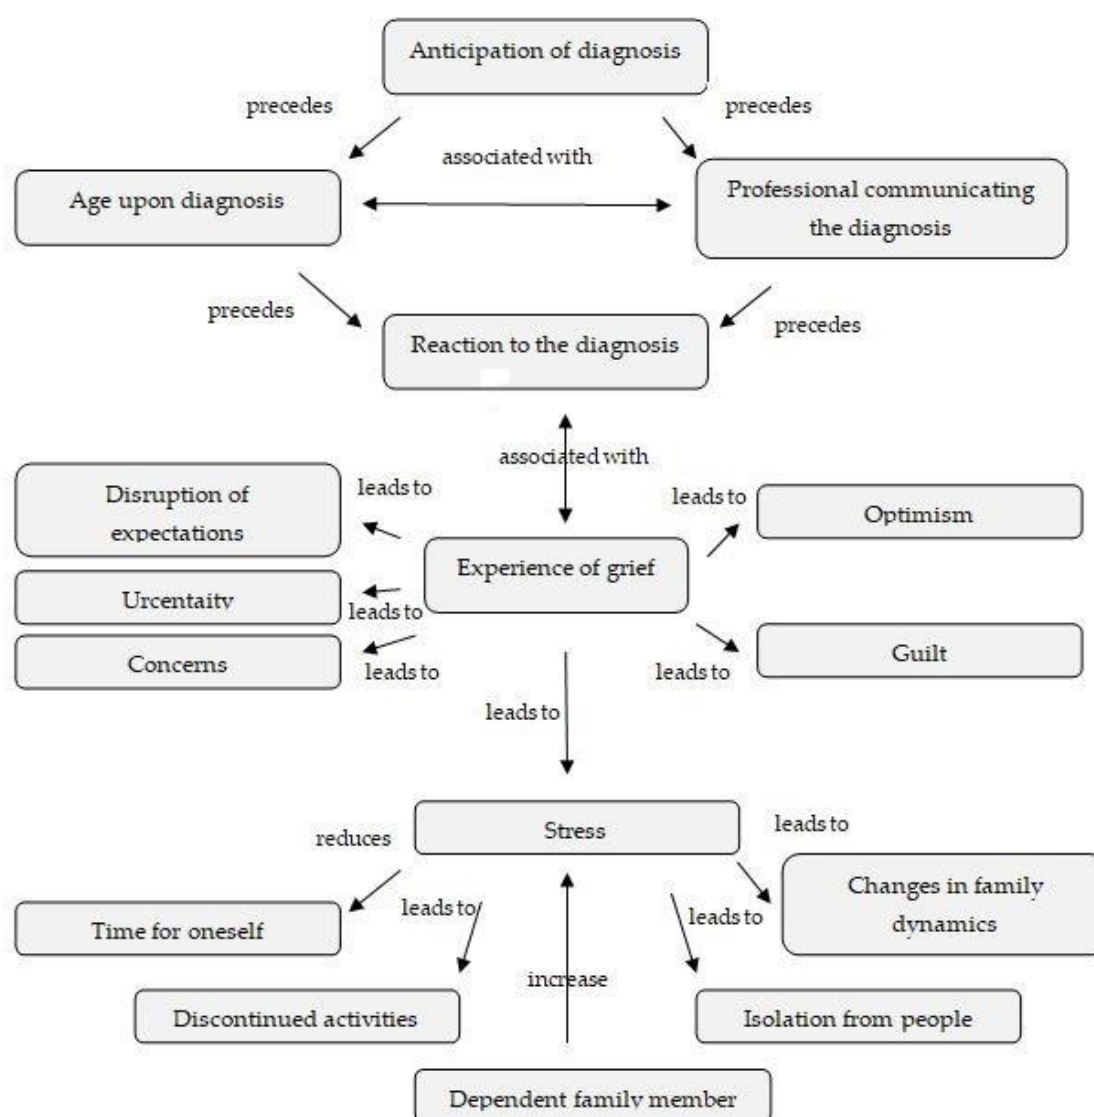 Anticipation of diagnosis
precedes
precedes
associated with
Age upon diagnosis
Professional communicating
the diagnosis
precedes
precedes
Reaction to the diagnosis
associated with
Disruption of
expectations
leads to
leads to
Optimism
Experience of grief
Urcentaity
leads to
Concerns
leads to
leads to
Guilt
leads to
Stress
reduces
leads to
Time for oneself
leads to
leads to
Changes in family
dynamics
increase
Discontinued activities
Isolation from people
Dependent family member